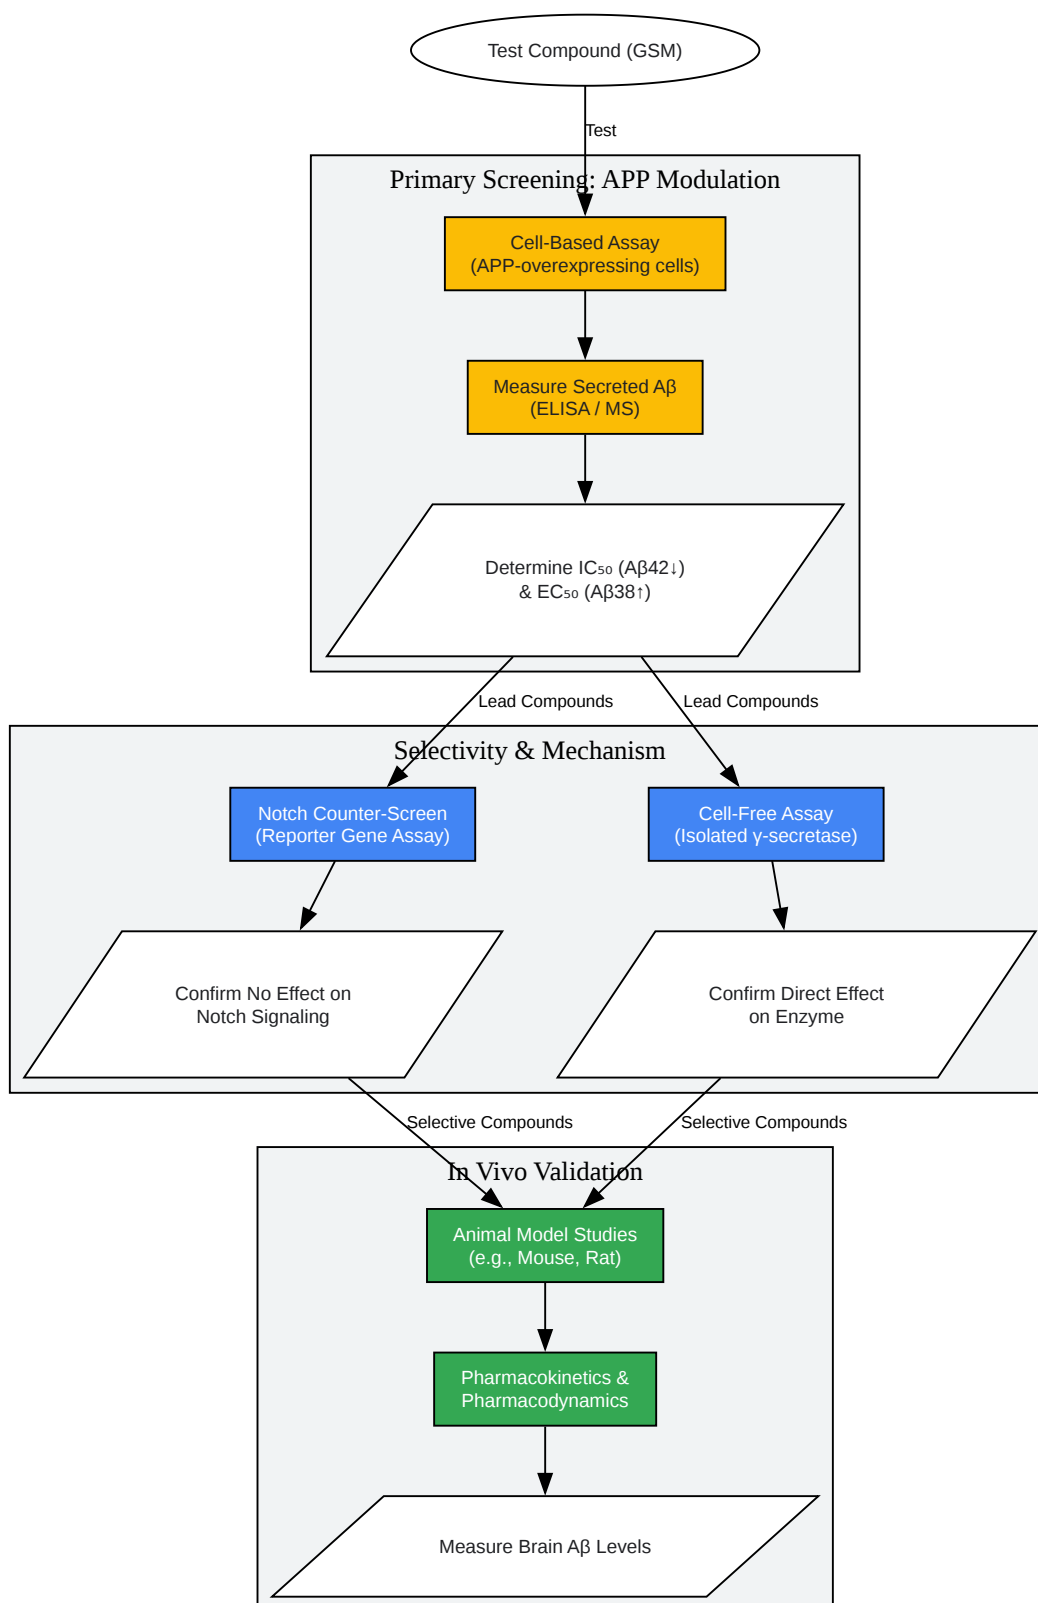 Test Compound (GSM)
Test
Primary Screening: APP Modulation
Cell-Based Assay
(APP-overexpressing cells)
Measure Secreted Aβ
(ELISA / MS)
Determine IC₅₀ (Aβ42↓)
& EC₅₀ (Aβ38↑)
Lead Compounds
Lead Compounds
Selectivity & Mechanism
Notch Counter-Screen
(Reporter Gene Assay)
Cell-Free Assay
(Isolated γ-secretase)
Confirm No Effect on
Notch Signaling
Confirm Direct Effect
on Enzyme
Selective Compounds
Selective Compounds
In Vivo Validation
Animal Model Studies
(e.g., Mouse, Rat)
Pharmacokinetics &
Pharmacodynamics
Measure Brain Aβ Levels